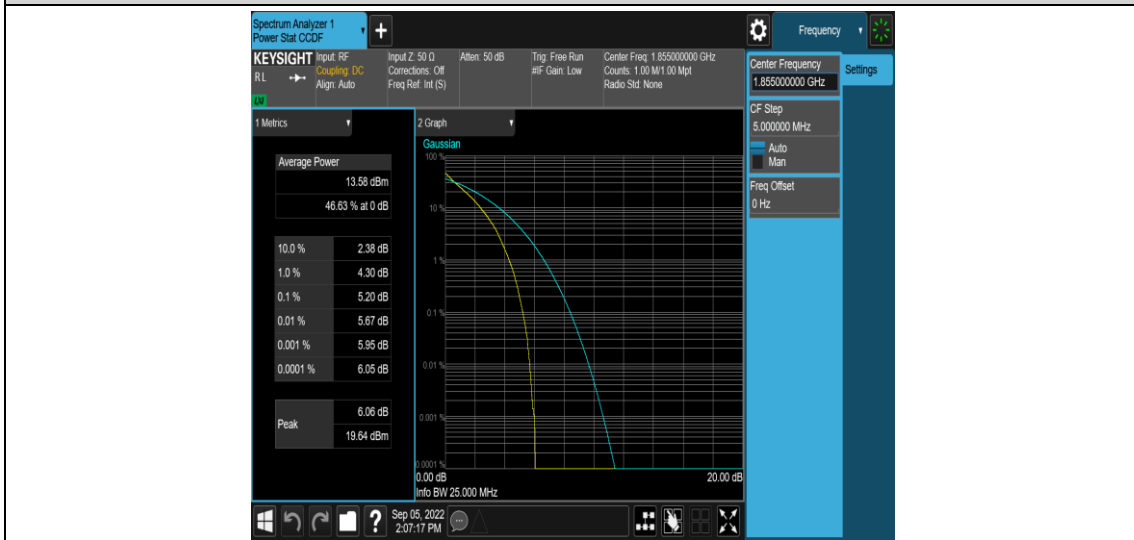 Spectrum Analyzer 1
Power Stat CCDF
+
Frequency
KEYSIGHT
RL
LXI
Input: RF
Coupling: DC
Align: Auto
Input Z: 50 Ω
Corrections: Off
Freq Ref: Int (S)
Atten: 50 dB
Trig: Free Run
#IF Gain: Low
Center Freq: 1.855000000 GHz
Counts: 1.00 M/1.00 Mpt
Radio Std: None
Center Frequency
1.855000000 GHz
Settings
CF Step
5.000000 MHz
Auto
Man
Freq Offset
0 Hz
1 Metrics
Average Power
13.58 dBm
46.63 % at 0 dB
10.0 % 2.38 dB
1.0 % 4.30 dB
0.1 % 5.20 dB
0.01 % 5.67 dB
0.001 % 5.95 dB
0.0001 % 6.05 dB
Peak
6.06 dB
19.64 dBm
2 Graph
Gaussian
100 %
10 %
1 %
0.1 %
0.01 %
0.001 %
0.0001 %
0.00 dB 20.00 dB
Info BW 25.000 MHz
?
Sep 05, 2022
2:07:17 PM